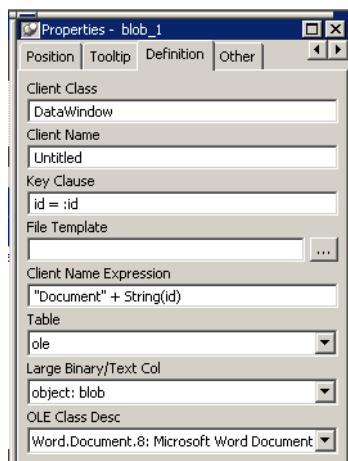 Properties - blob_1
Position Tooltip Definition Other
Client Class
DataWindow
Client Name
Untitled
Key Clause
id = :id
File Template
...
Client Name Expression
"Document" + String(id)
Table
ole
Large Binary/Text Col
object: blob
OLE Class Desc
Word.Document.8: Microsoft Word Document